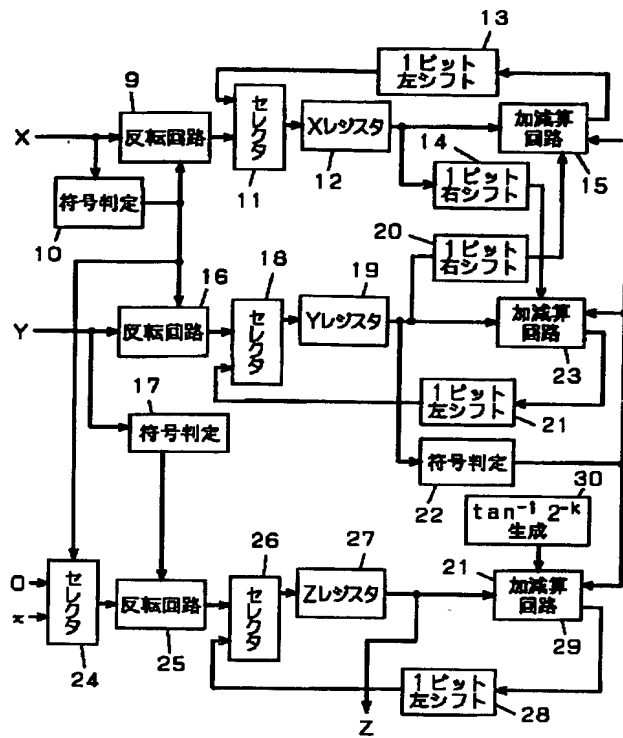 13
1ビット
左シフト
9
X
反転回路
セレクタ
Xレジスタ
加減算
回路
14
11
12
15
符号判定
10
1ビット
右シフト
20
1ビット
右シフト
16
18
19
Y
反転回路
セレクタ
Yレジスタ
加減算
回路
23
17
符号判定
1ビット
左シフト
21
符号判定
22
30
tan⁻¹ 2⁻ᵏ
生成
26
27
21
0
π
セレクタ
反転回路
セレクタ
Zレジスタ
加減算
回路
24
25
29
1ビット
左シフト
28
Z